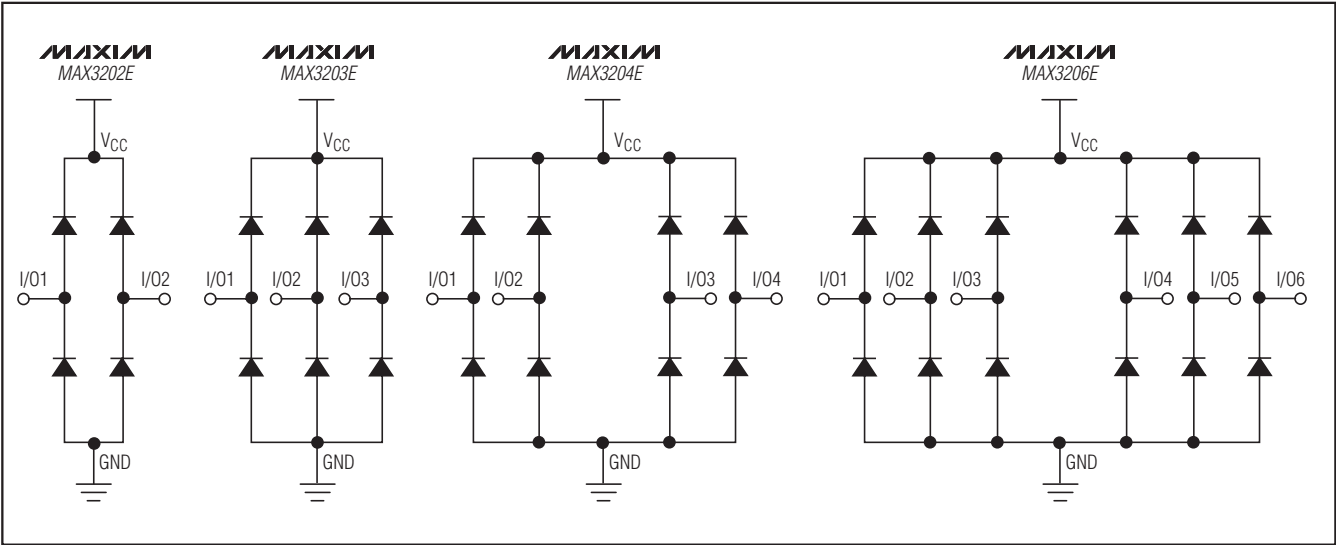 MAXIM
MAX3202E
VCC
I/O1
I/O2
GND
MAXIM
MAX3203E
VCC
I/O1
I/O2
I/O3
GND
MAXIM
MAX3204E
VCC
I/O1
I/O2
I/O3
I/O4
GND
MAXIM
MAX3206E
VCC
I/O1
I/O2
I/O3
I/O4
I/O5
I/O6
GND